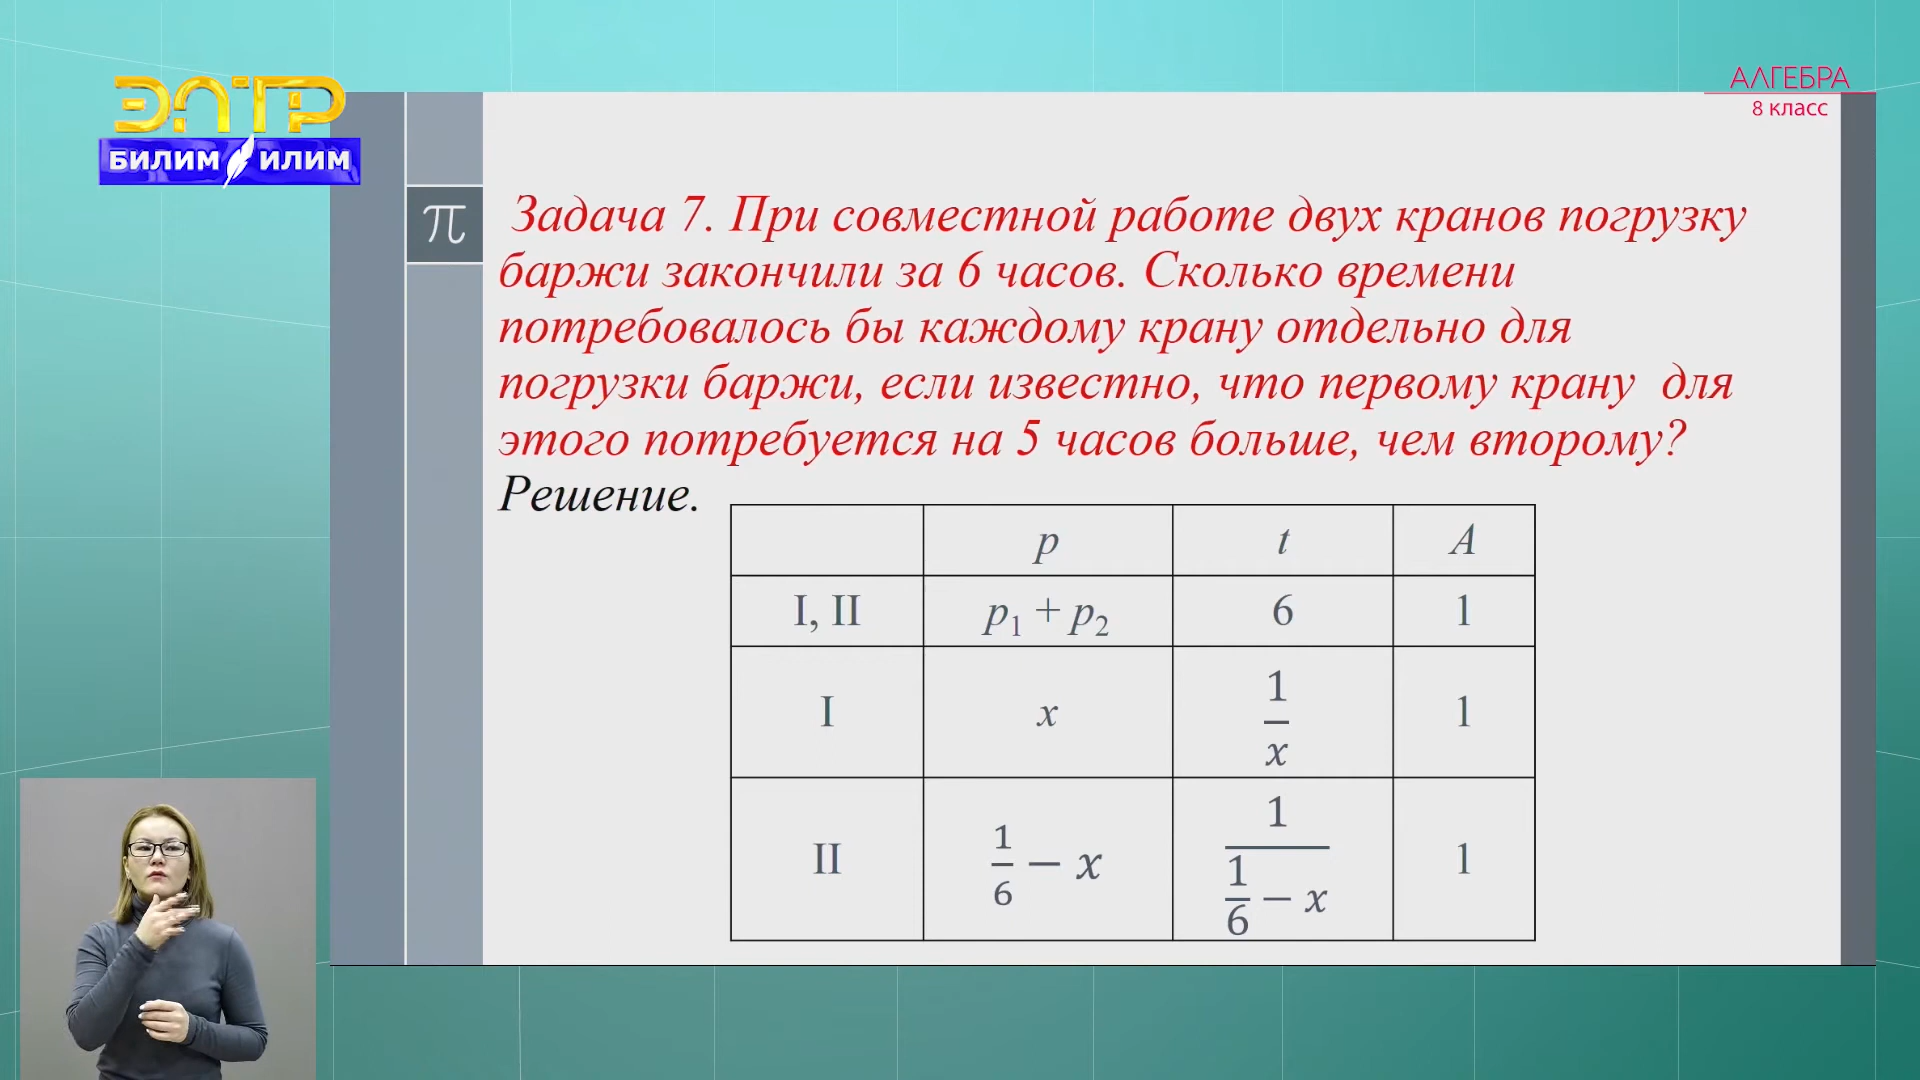 ЭЛТР
БИЛИМ ИЛИМ
АЛГЕБРА
8 класс
π
Задача 7. При совместной работе двух кранов погрузку
баржи закончили за 6 часов. Сколько времени
потребовалось бы каждому крану отдельно для
погрузки баржи, если известно, что первому крану для
этого потребуется на 5 часов больше, чем второму?
Решение.
p t A
I, II p₁ + p₂ 6 1
I x 1/x 1
II 1/6 − x 1/(1/6 − x) 1